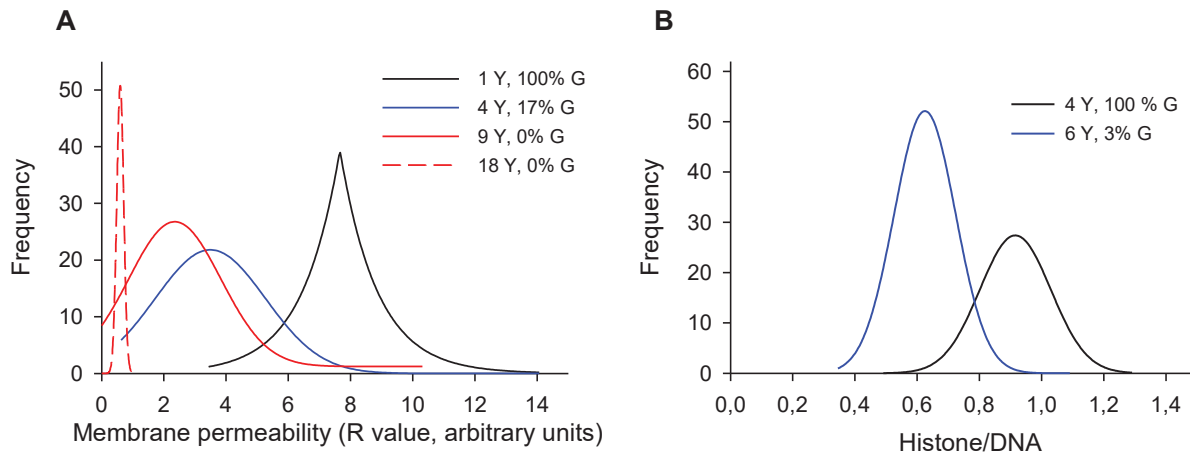 A
Frequency
50
40
30
20
10
0
0 2 4 6 8 10 12 14
Membrane permeability (R value, arbitrary units)
1 Y, 100% G
4 Y, 17% G
9 Y, 0% G
18 Y, 0% G
B
Frequency
60
50
40
30
20
10
0
0,0 0,2 0,4 0,6 0,8 1,0 1,2 1,4
Histone/DNA
4 Y, 100 % G
6 Y, 3% G